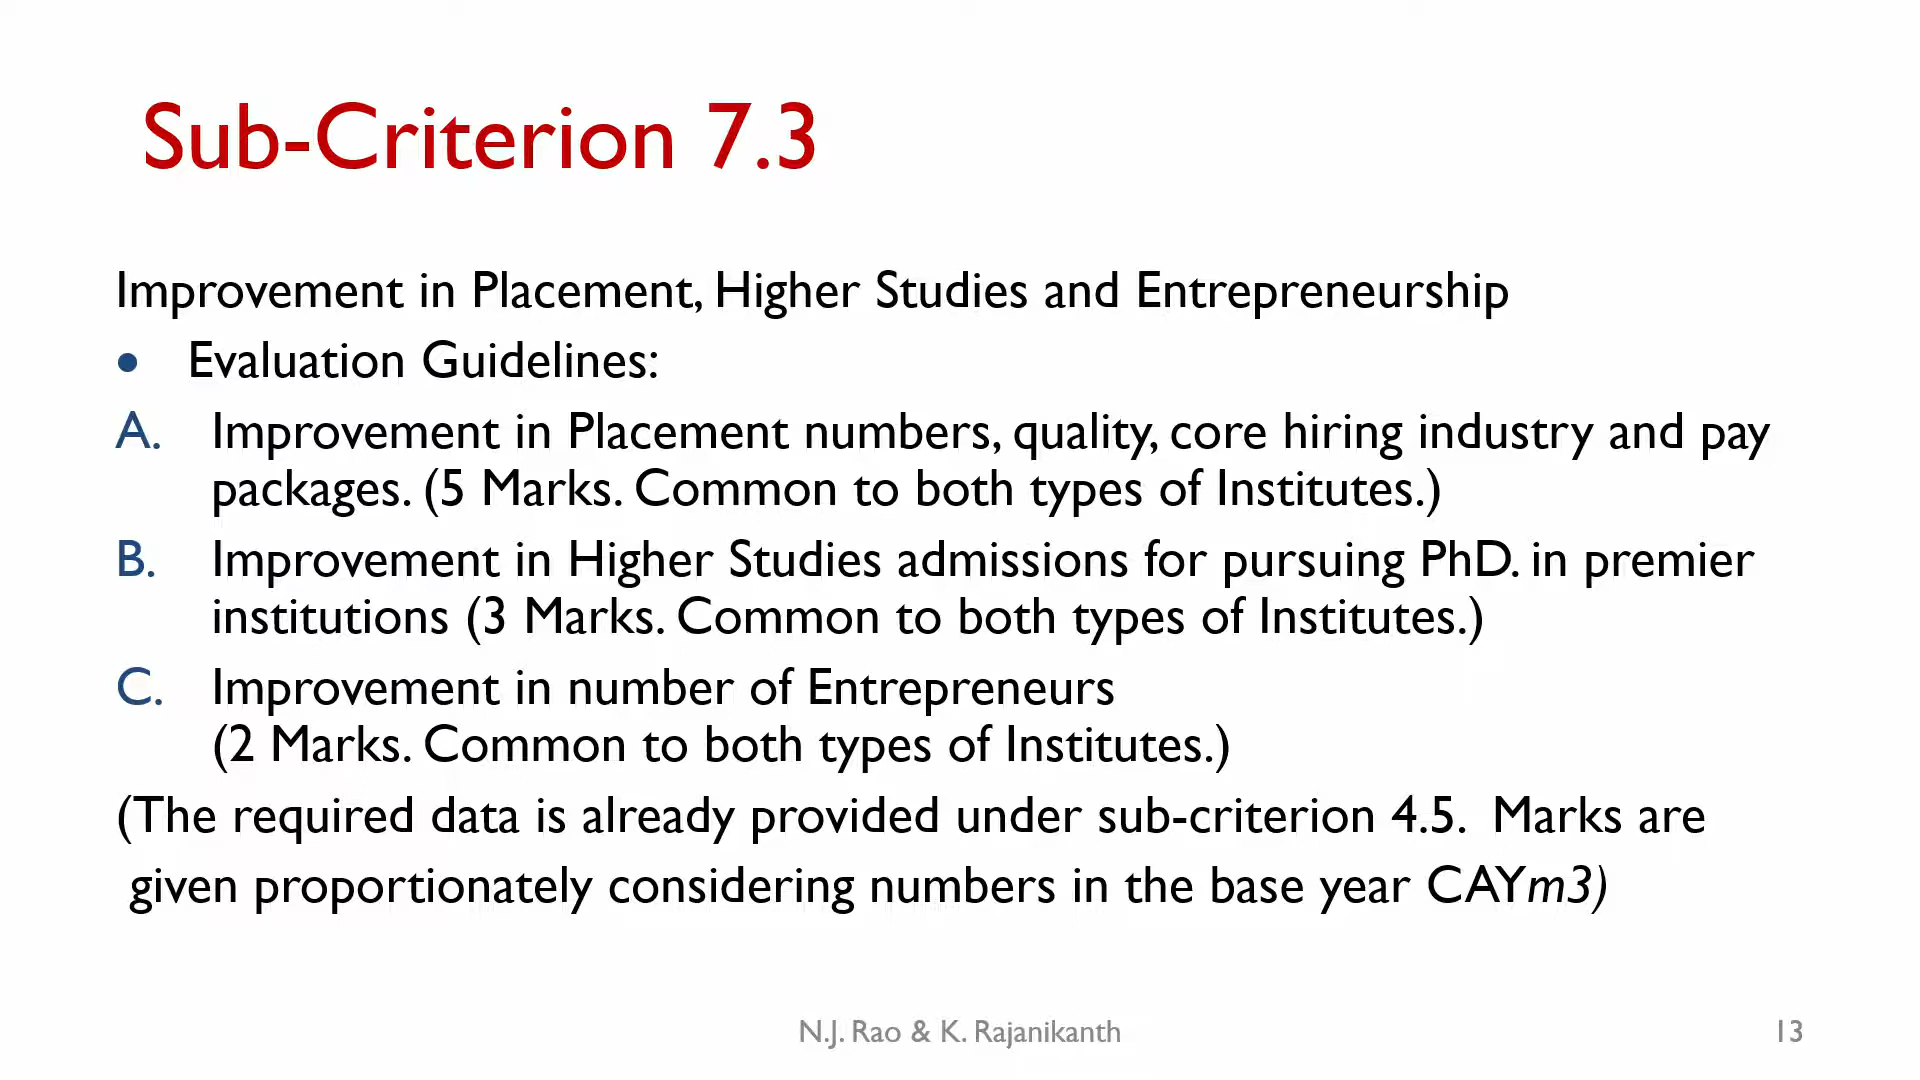 Sub-Criterion 7.3
Improvement in Placement, Higher Studies and Entrepreneurship
• Evaluation Guidelines:
A. Improvement in Placement numbers, quality, core hiring industry and pay
packages. (5 Marks. Common to both types of Institutes.)
B. Improvement in Higher Studies admissions for pursuing PhD. in premier
institutions (3 Marks. Common to both types of Institutes.)
C. Improvement in number of Entrepreneurs
(2 Marks. Common to both types of Institutes.)
(The required data is already provided under sub-criterion 4.5. Marks are
given proportionately considering numbers in the base year CAYm3)
N.J. Rao & K. Rajanikanth
13